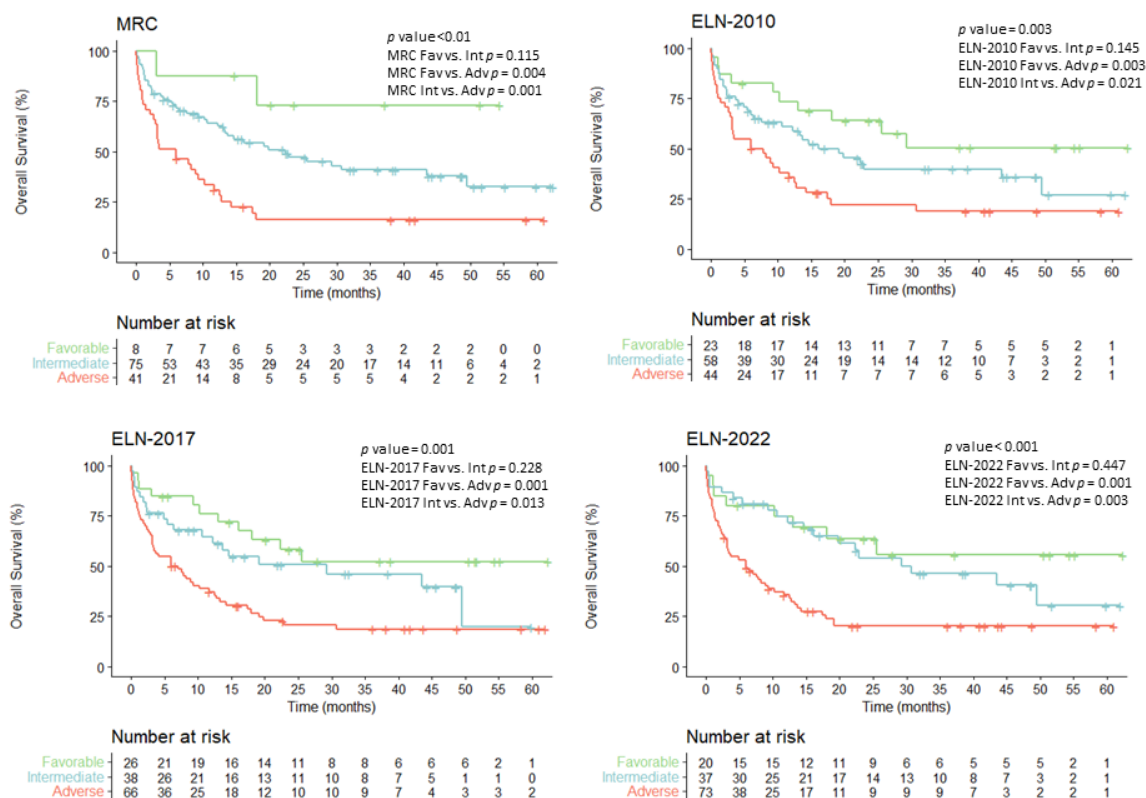 MRC
p value<0.01
MRC Fav vs. Int p = 0.115
MRC Fav vs. Adv p = 0.004
MRC Int vs. Adv p = 0.001
Overall Survival (%)
100
75
50
25
0
0 5 10 15 20 25 30 35 40 45 50 55 60
Time (months)
Number at risk
Favorable 8 7 7 6 5 3 3 3 2 2 2 0 0
Intermediate 75 53 43 35 29 24 20 17 14 11 6 4 2
Adverse 41 21 14 8 5 5 5 5 4 2 2 2 1
ELN-2010
p value = 0.003
ELN-2010 Fav vs. Int p = 0.145
ELN-2010 Fav vs. Adv p = 0.003
ELN-2010 Int vs. Adv p = 0.021
Overall Survival (%)
100
75
50
25
0
0 5 10 15 20 25 30 35 40 45 50 55 60
Time (months)
Number at risk
Favorable 23 18 17 14 13 11 7 7 5 5 5 2 1
Intermediate 58 39 30 24 19 14 14 12 10 7 3 2 1
Adverse 44 24 17 11 7 7 7 6 5 3 2 2 1
ELN-2017
p value = 0.001
ELN-2017 Fav vs. Int p = 0.228
ELN-2017 Fav vs. Adv p = 0.001
ELN-2017 Int vs. Adv p = 0.013
Overall Survival (%)
100
75
50
25
0
0 5 10 15 20 25 30 35 40 45 50 55 60
Time (months)
Number at risk
Favorable 26 21 19 16 14 11 8 8 6 6 6 2 1
Intermediate 38 26 21 16 13 11 10 8 7 5 1 1 0
Adverse 66 36 25 18 12 10 10 9 7 4 3 3 2
ELN-2022
p value < 0.001
ELN-2022 Fav vs. Int p = 0.447
ELN-2022 Fav vs. Adv p = 0.001
ELN-2022 Int vs. Adv p = 0.003
Overall Survival (%)
100
75
50
25
0
0 5 10 15 20 25 30 35 40 45 50 55 60
Time (months)
Number at risk
Favorable 20 15 15 12 11 9 6 6 5 5 5 2 1
Intermediate 37 30 25 21 17 14 13 10 8 7 3 2 1
Adverse 73 38 25 17 11 9 9 9 7 3 2 2 1